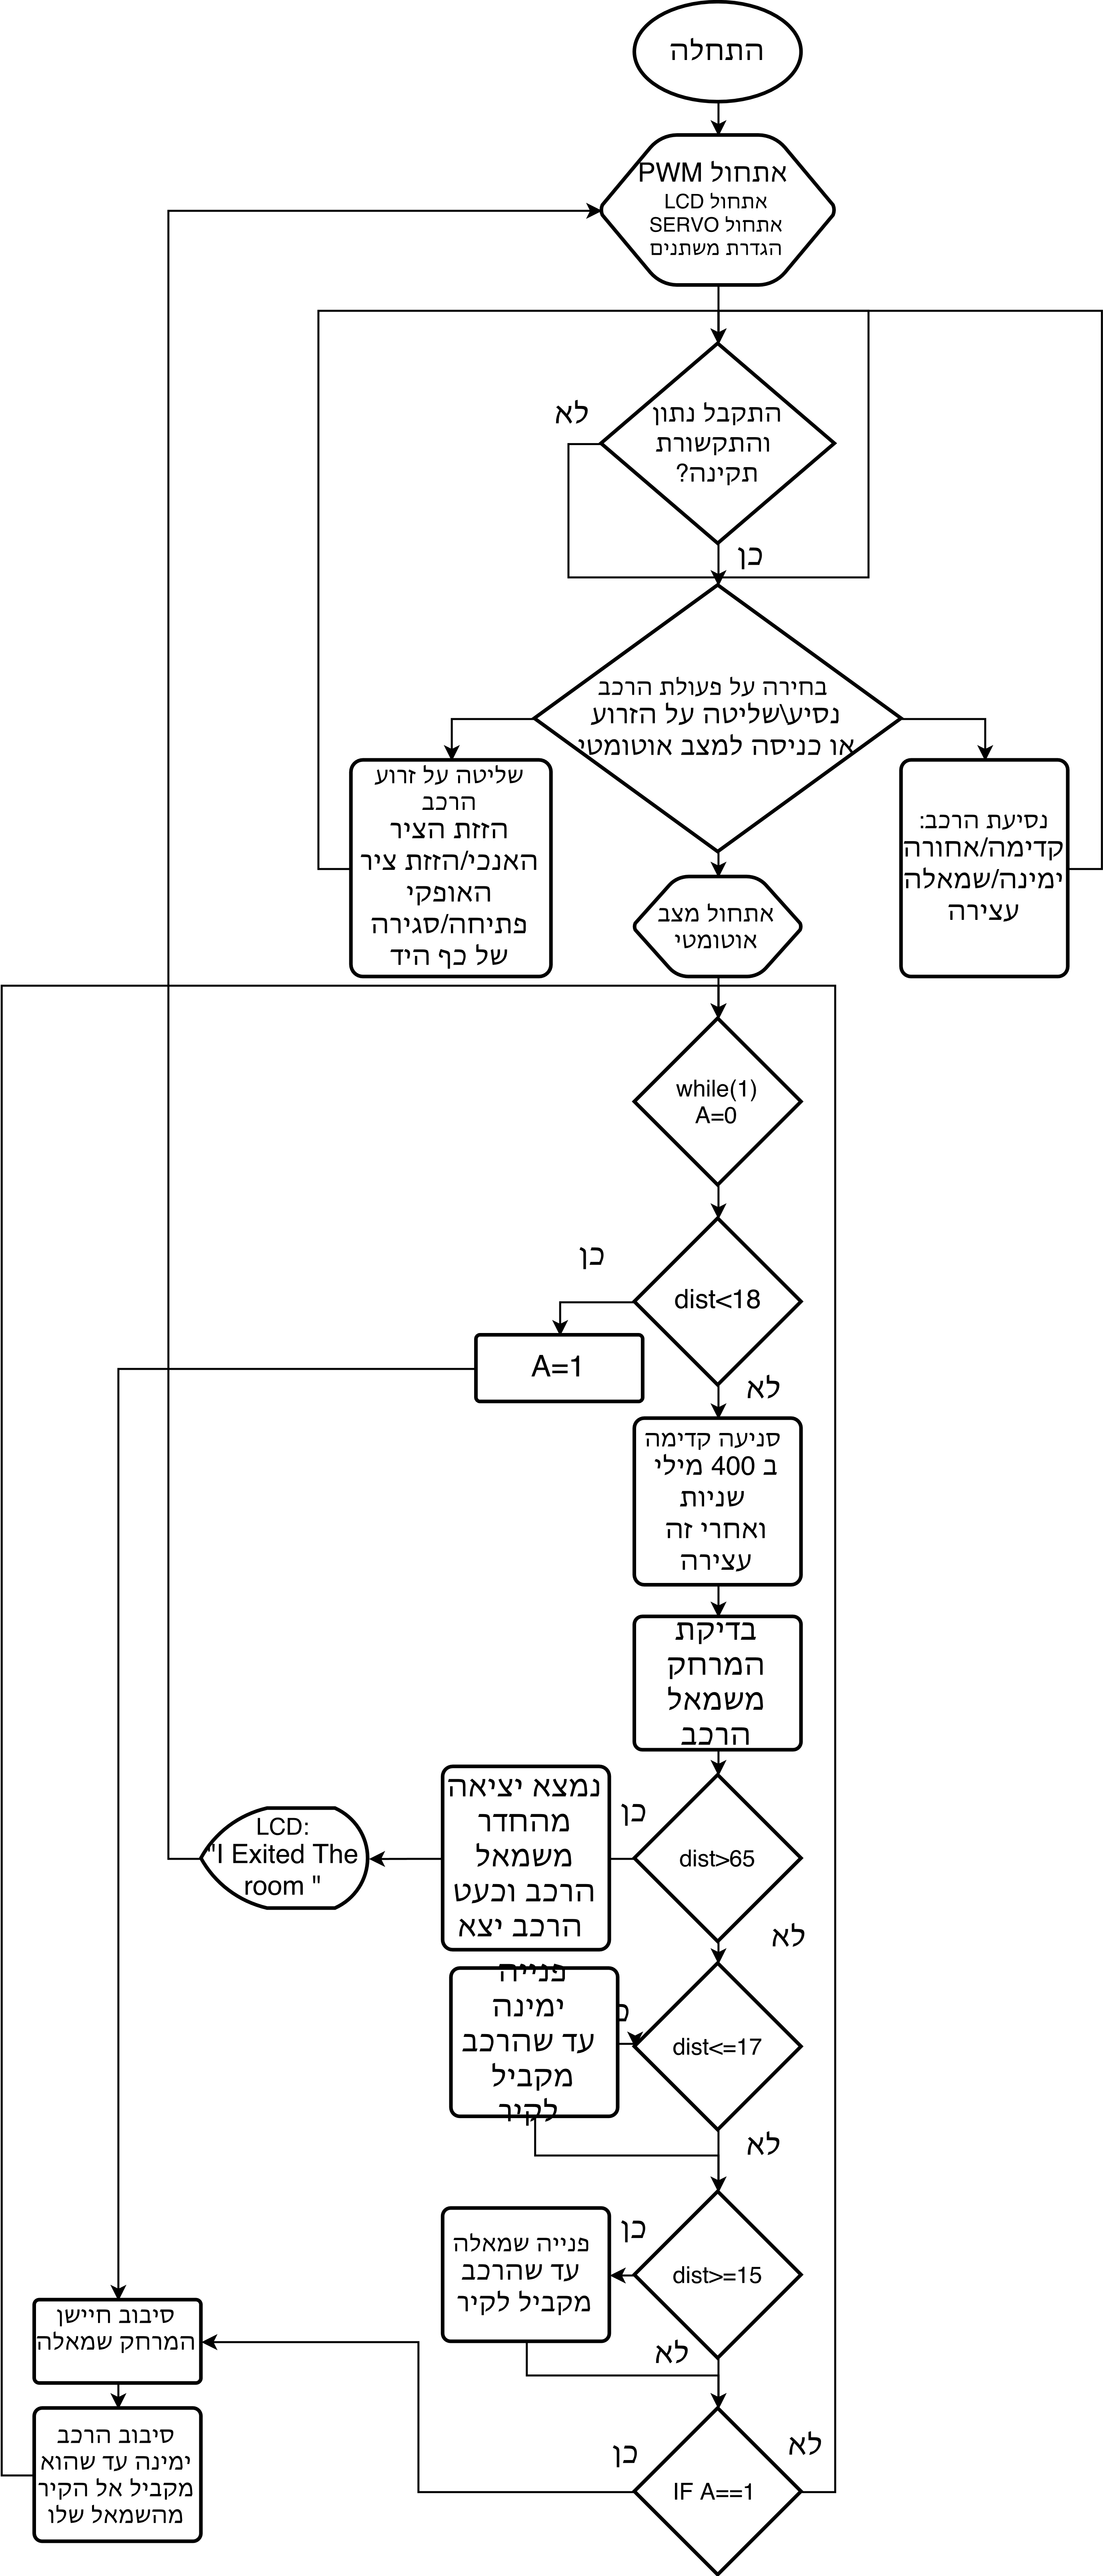 התחלה
אתחול PWM
אתחול LCD
אתחול SERVO
הגדרת משתנים
התקבל נתון
והתקשורת
תקינה?
לא
כן
בחירה על פעולת הרכב
נסיע\שליטה על הזרוע
או כניסה למצב אוטומטי
שליטה על זרוע
הרכב
הזזת הציר
האנכי/הזזת ציר
האופקי
פתיחה/סגירה
של כף היד
נסיעת הרכב:
קדימה/אחורה
ימינה/שמאלה
עצירה
אתחול מצב
אוטומטי
while(1)
A=0
dist<18
כן
A=1
לא
סניעה קדימה
ב 400 מילי
שניות
ואחרי זה
עצירה
בדיקת
המרחק
משמאל
הרכב
dist>65
כן
נמצא יציאה
מהחדר
משמאל
הרכב וכעט
הרכב יצא
LCD:
"I Exited The
room "
לא
dist<=17
פנייה
ימינה
עד שהרכב
מקביל
לקיר
לא
dist>=15
כן
פנייה שמאלה
עד שהרכב
מקביל לקיר
לא
IF A==1
כן
לא
סיבוב חיישן
המרחק שמאלה
סיבוב הרכב
ימינה עד שהוא
מקביל אל הקיר
מהשמאל שלו